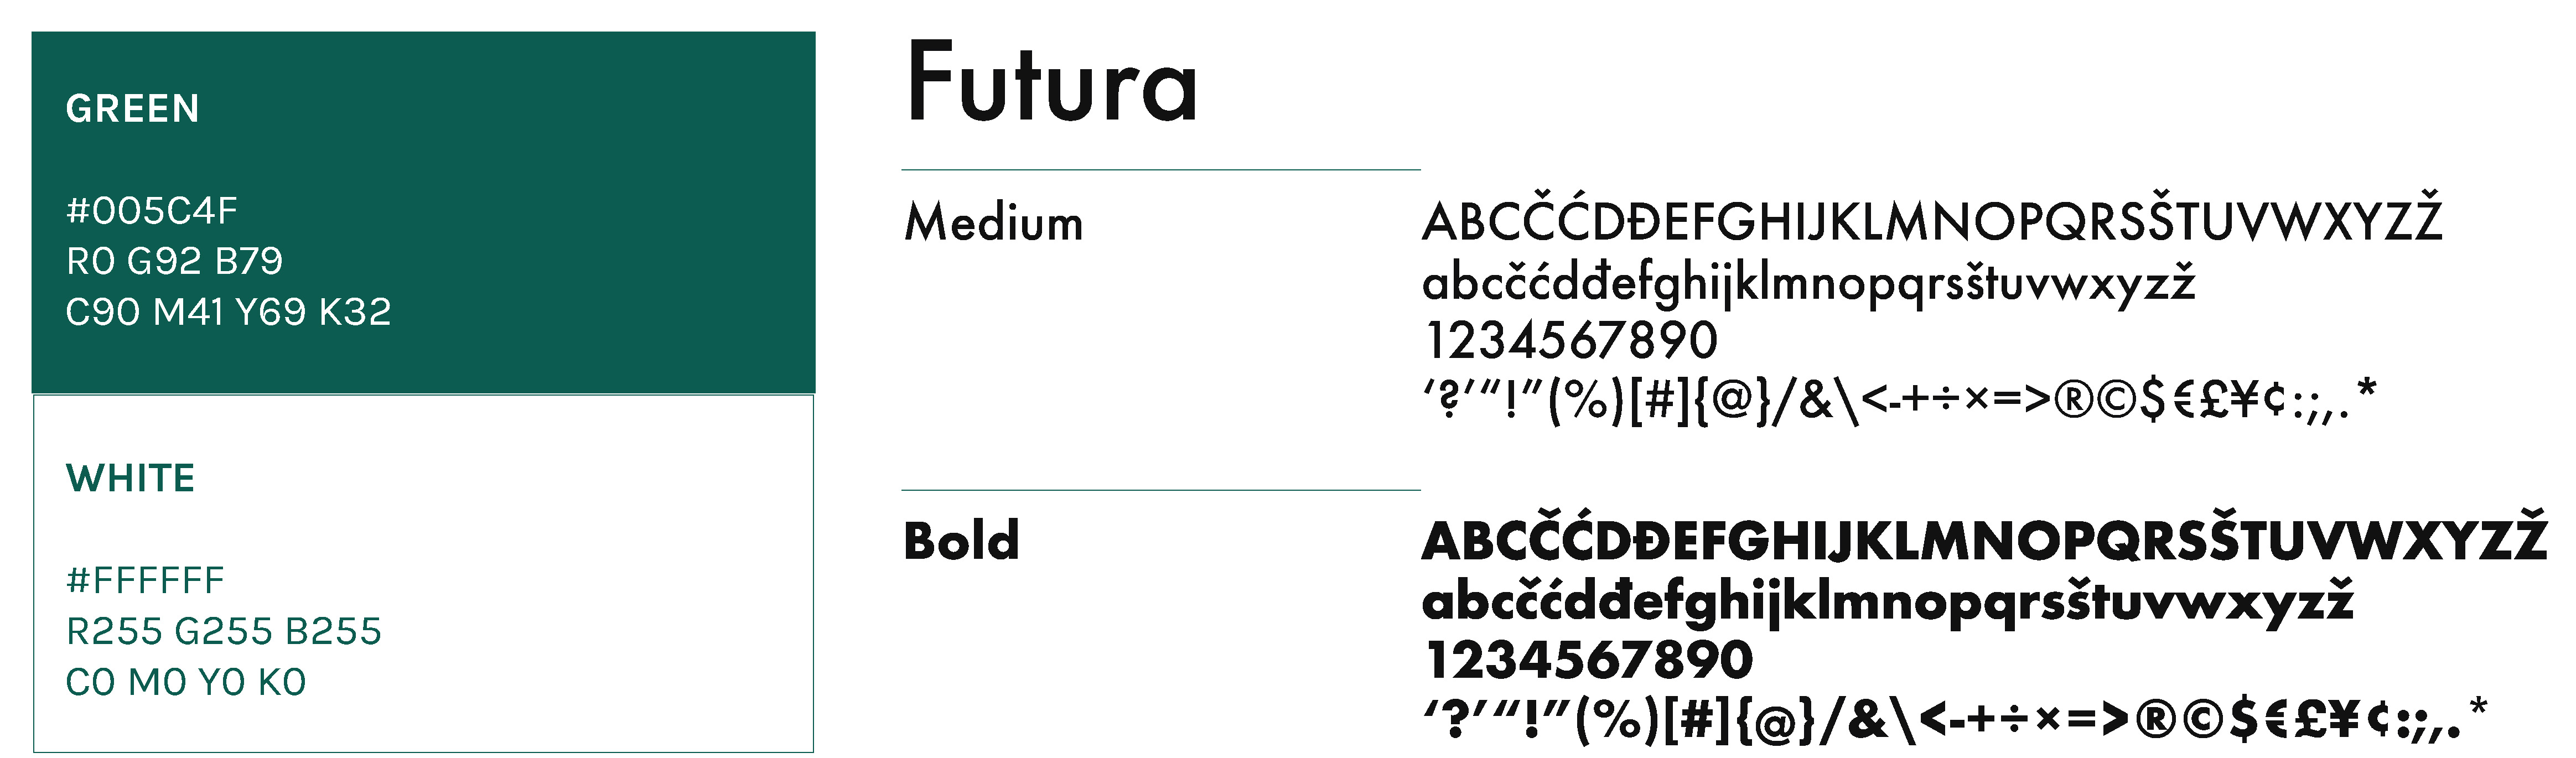 GREEN
#005C4F
R0 G92 B79
C90 M41 Y69 K32
WHITE
#FFFFFF
R255 G255 B255
C0 M0 Y0 K0
Futura
Medium
ABCČĆDĐEFGHIJKLMNOPQRSŠTUVWXYZŽ
abcčćdđefghijklmnopqrsštuvwxyzž
1234567890
‘?’“!”(%)[#]{@}/&\<-+÷×=>®©$€£¥¢:;,.*
Bold
ABCČĆDĐEFGHIJKLMNOPQRSŠTUVWXYZŽ
abcčćdđefghijklmnopqrsštuvwxyzž
1234567890
‘?’“!”(%)[#]{@}/&\<-+÷×=>®©$€£¥¢:;,.*